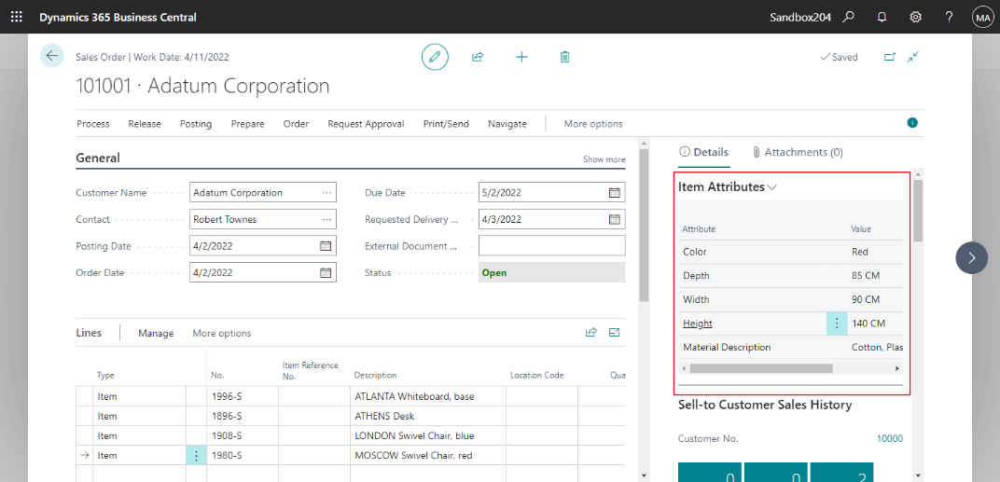 Dynamics 365 Business Central
Sandbox204
?
MA
Sales Order | Work Date: 4/11/2022
Saved
101001 · Adatum Corporation
Process Release Posting Prepare Order Request Approval Print/Send Navigate More options
General Show more
Customer Name Adatum Corporation ...
Contact Robert Townes ...
Posting Date 4/2/2022
Order Date 4/2/2022
Due Date 5/2/2022
Requested Delivery ... 4/3/2022
External Document ...
Status Open
Lines Manage More options
Type No. Item Reference No. Description Location Code Qua
Item 1996-S ATLANTA Whiteboard, base
Item 1896-S ATHENS Desk
Item 1908-S LONDON Swivel Chair, blue
Item 1980-S MOSCOW Swivel Chair, red
Details Attachments (0)
Item Attributes
Attribute Value
Color Red
Depth 85 CM
Width 90 CM
Height 140 CM
Material Description Cotton, Plas
Sell-to Customer Sales History
Customer No. 10000
0 0 2